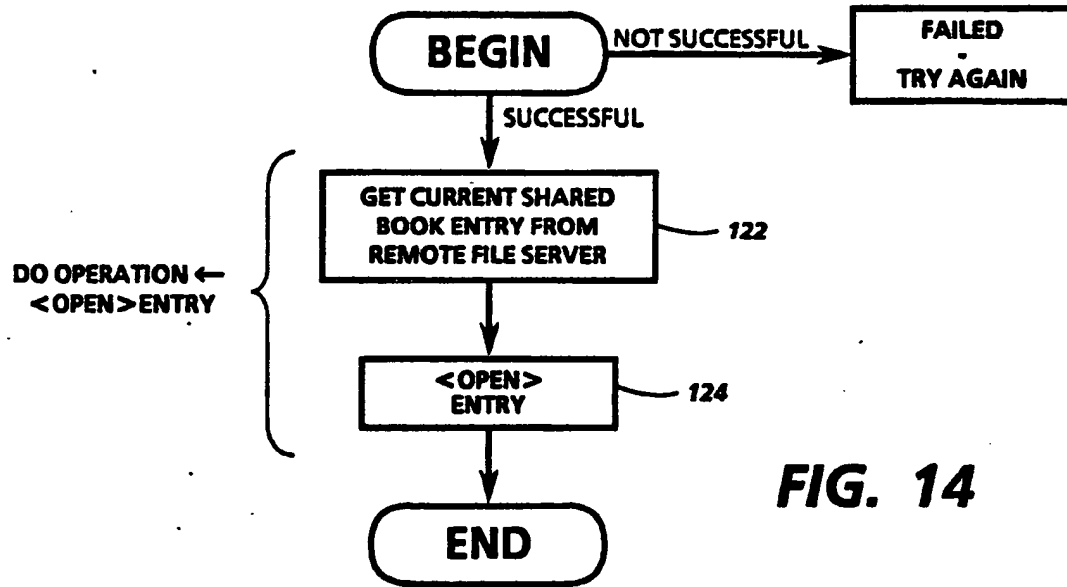 BEGIN
NOT SUCCESSFUL
FAILED
-
TRY AGAIN
SUCCESSFUL
GET CURRENT SHARED
BOOK ENTRY FROM
REMOTE FILE SERVER
122
DO OPERATION ←
<OPEN> ENTRY
<OPEN>
ENTRY
124
END
FIG. 14